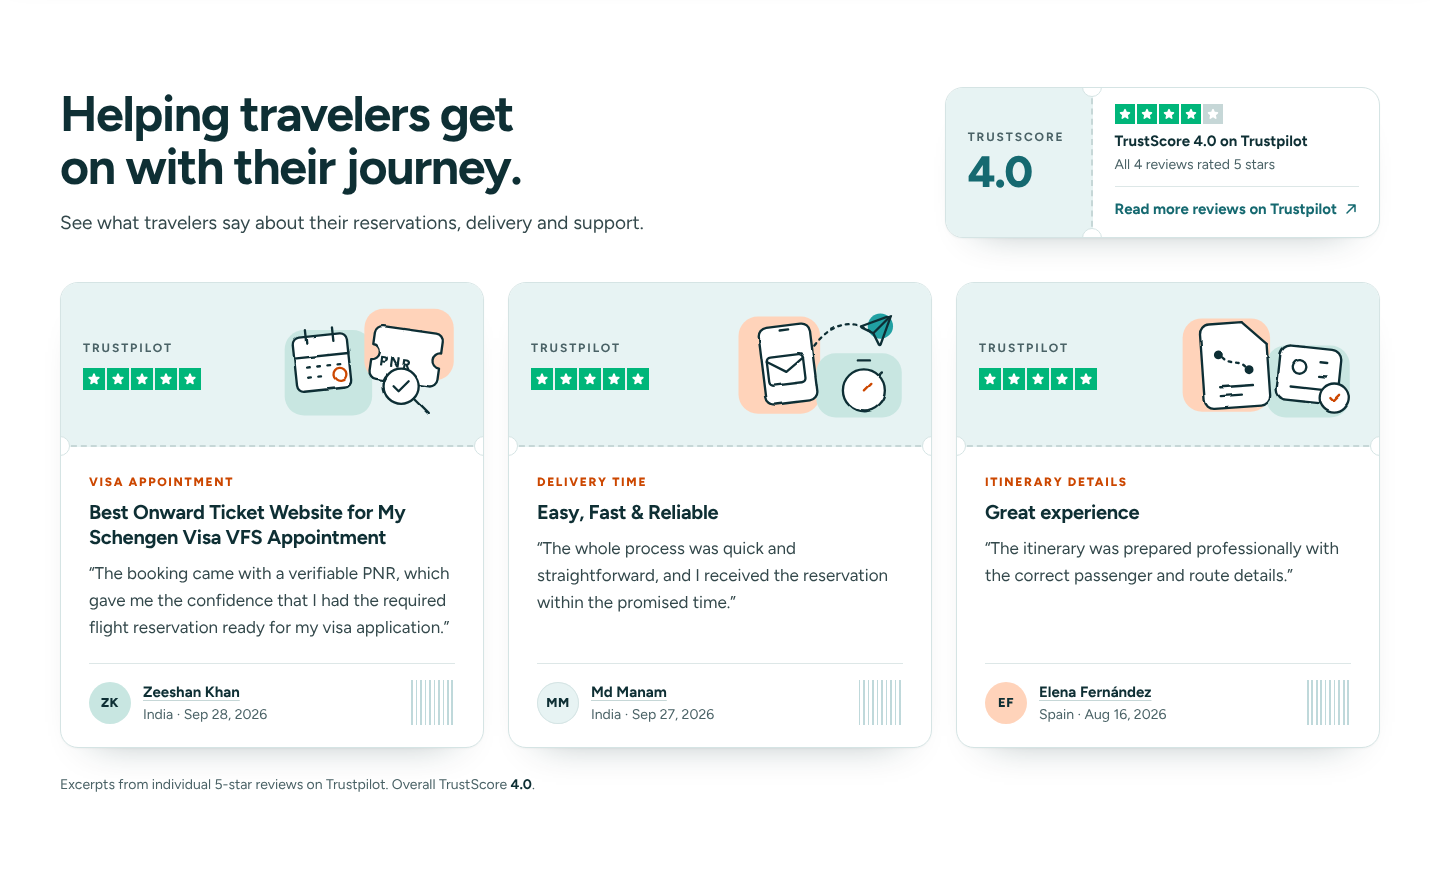 Helping travelers get
on with their journey.
See what travelers say about their reservations, delivery and support.
TRUSTSCORE
4.0
TrustScore 4.0 on Trustpilot
All 4 reviews rated 5 stars
Read more reviews on Trustpilot
TRUSTPILOT
PNR
VISA APPOINTMENT
Best Onward Ticket Website for My
Schengen Visa VFS Appointment
“The booking came with a verifiable PNR, which
gave me the confidence that I had the required
flight reservation ready for my visa application.”
ZK
Zeeshan Khan
India · Sep 28, 2026
TRUSTPILOT
DELIVERY TIME
Easy, Fast & Reliable
“The whole process was quick and
straightforward, and I received the reservation
within the promised time.”
MM
Md Manam
India · Sep 27, 2026
TRUSTPILOT
ITINERARY DETAILS
Great experience
“The itinerary was prepared professionally with
the correct passenger and route details.”
EF
Elena Fernández
Spain · Aug 16, 2026
Excerpts from individual 5-star reviews on Trustpilot. Overall TrustScore 4.0.